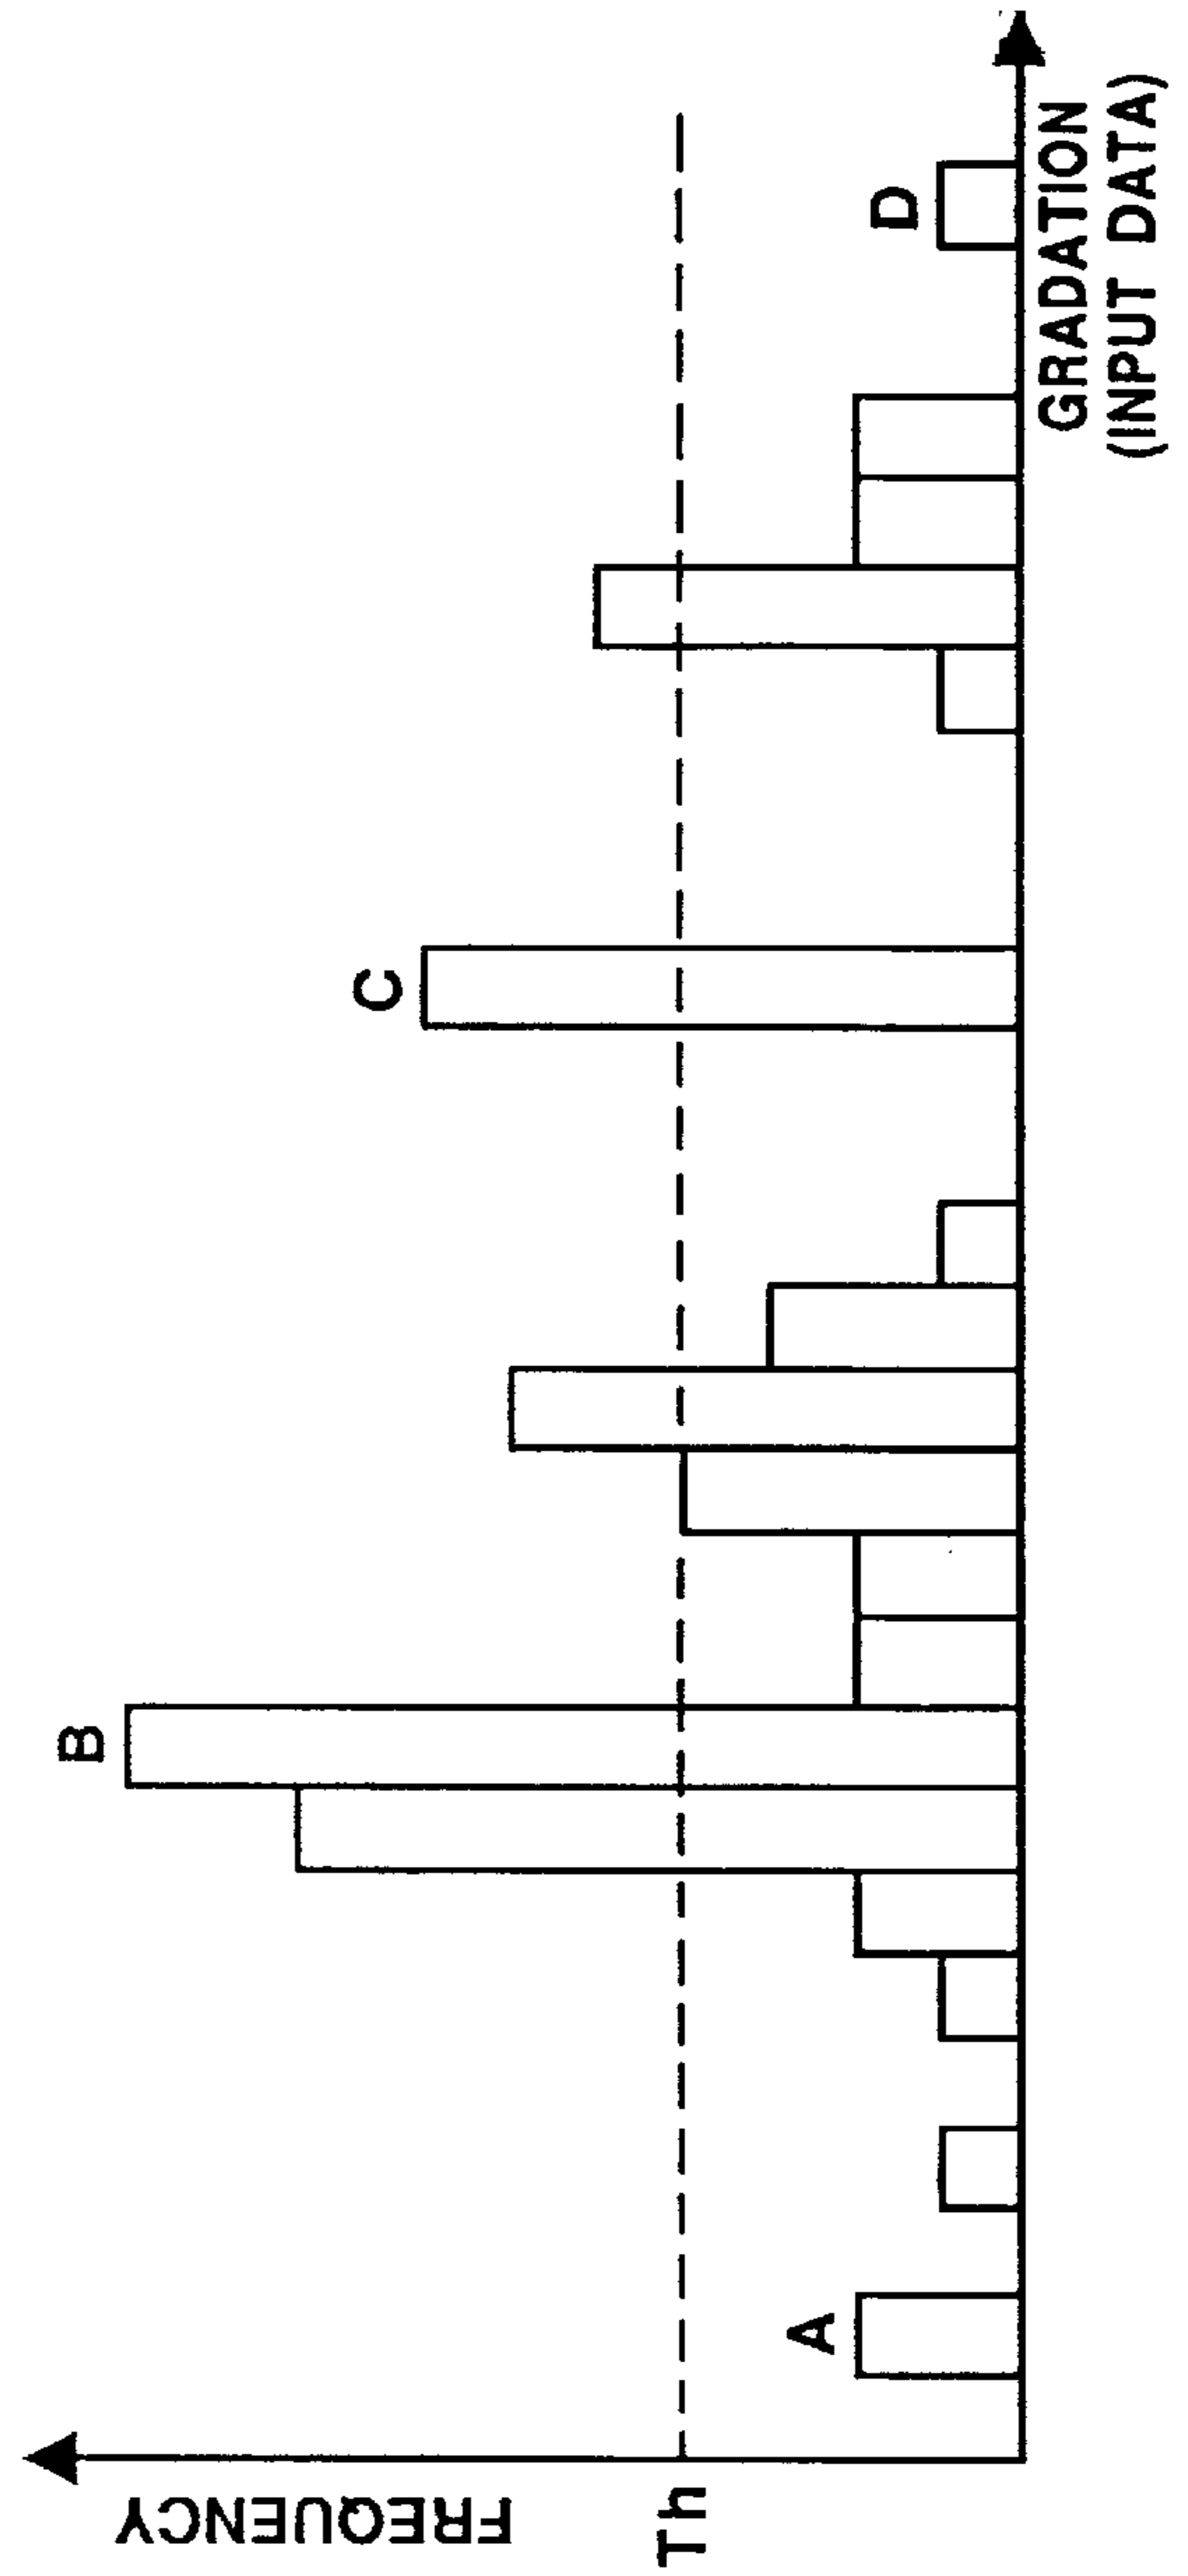 FREQUENCY
Th
A
B
C
D
GRADATION
(INPUT DATA)